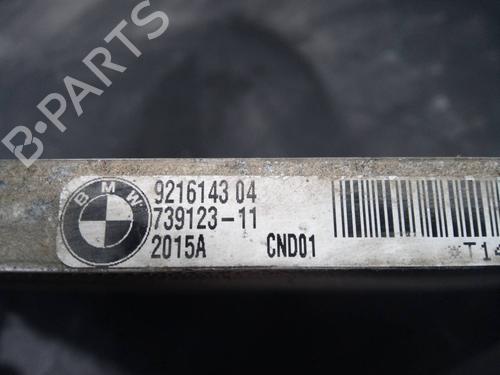 B-PARTS
BMW
9216143 04
739123-11
2015A CND01
*T14